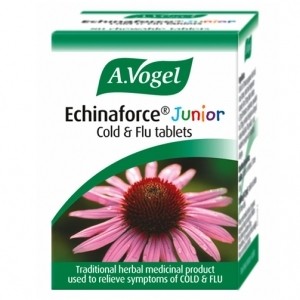 A.Vogel
Echinaforce® Junior
Cold & Flu tablets
Traditional herbal medicinal product
used to relieve symptoms of COLD & FLU